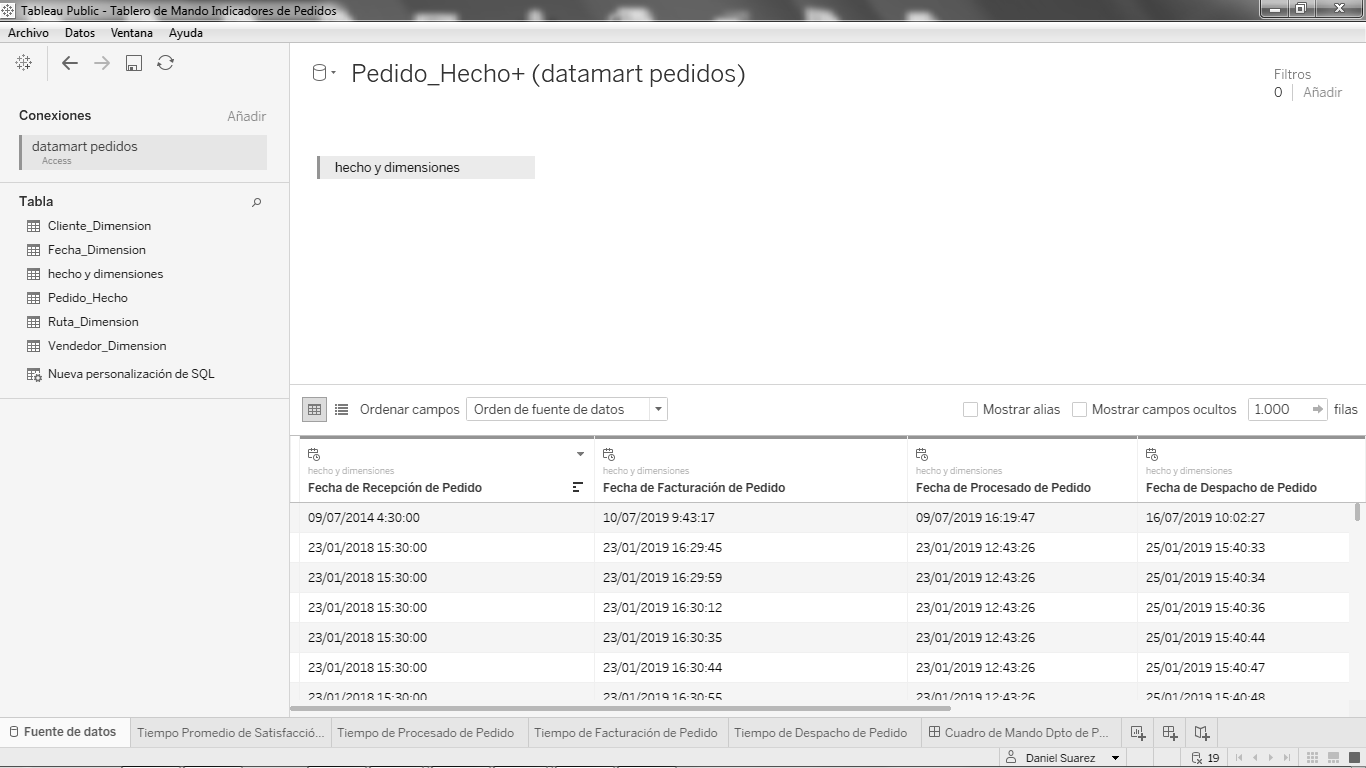 Tableau Public - Tablero de Mando Indicadores de Pedidos
Archivo Datos Ventana Ayuda
Conexiones Añadir
datamart pedidos
Access
Tabla
Cliente_Dimension
Fecha_Dimension
hecho y dimensiones
Pedido_Hecho
Ruta_Dimension
Vendedor_Dimension
Nueva personalización de SQL
Pedido_Hecho+ (datamart pedidos)
Filtros
0 Añadir
hecho y dimensiones
Ordenar campos Orden de fuente de datos Mostrar alias Mostrar campos ocultos 1.000 filas
hecho y dimensiones hecho y dimensiones hecho y dimensiones hecho y dimensiones
Fecha de Recepción de Pedido Fecha de Facturación de Pedido Fecha de Procesado de Pedido Fecha de Despacho de Pedido
09/07/2014 4:30:00 10/07/2019 9:43:17 09/07/2019 16:19:47 16/07/2019 10:02:27
23/01/2018 15:30:00 23/01/2019 16:29:45 23/01/2019 12:43:26 25/01/2019 15:40:33
23/01/2018 15:30:00 23/01/2019 16:29:59 23/01/2019 12:43:26 25/01/2019 15:40:34
23/01/2018 15:30:00 23/01/2019 16:30:12 23/01/2019 12:43:26 25/01/2019 15:40:36
23/01/2018 15:30:00 23/01/2019 16:30:35 23/01/2019 12:43:26 25/01/2019 15:40:44
23/01/2018 15:30:00 23/01/2019 16:30:44 23/01/2019 12:43:26 25/01/2019 15:40:47
23/01/2018 15:30:00 23/01/2019 16:30:55 23/01/2019 12:43:26 25/01/2019 15:40:48
Fuente de datos Tiempo Promedio de Satisfacció... Tiempo de Procesado de Pedido Tiempo de Facturación de Pedido Tiempo de Despacho de Pedido Cuadro de Mando Dpto de P...
Daniel Suarez 19